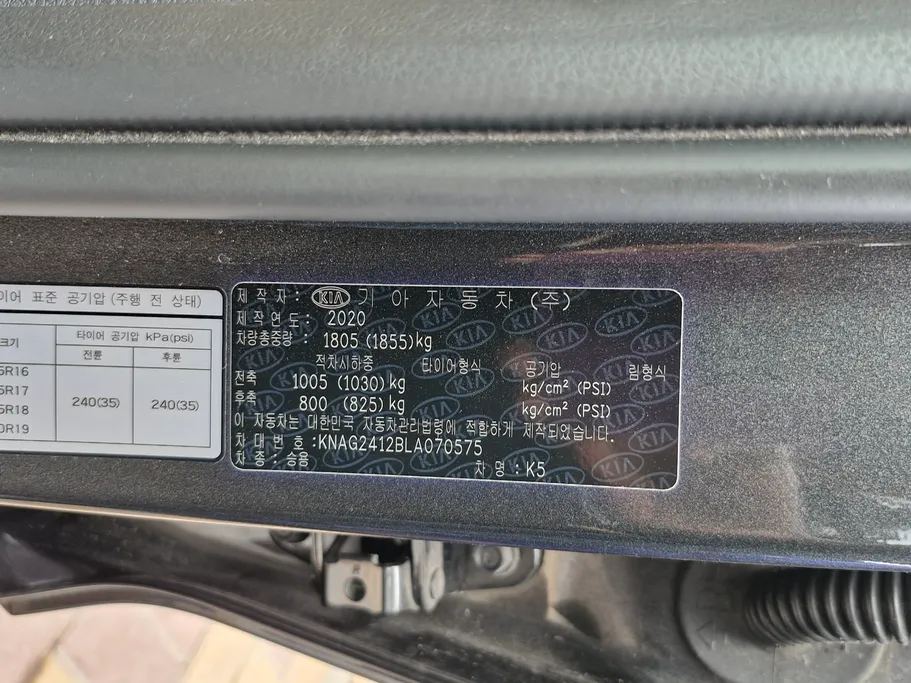 이어 표준 공기압 (주행 전 상태)
크기 타이어 공기압 kPa(psi)
전륜 후륜
5R16
5R17
5R18
0R19
240(35) 240(35)
제 작 자 : KIA 기 아 자 동 차 (주)
제 작 연 도 : 2020
차량총중량 : 1805 (1855)kg
적차시하중 타이어형식 공기압 림형식
전축 1005 (1030)kg kg/cm² (PSI)
후축 800 (825)kg kg/cm² (PSI)
이 자동차는 대한민국 자동차관리법령에 적합하게 제작되었습니다.
차 대 번 호 :KNAG2412BLA070575
차 종 : 승용 차 명 : K5